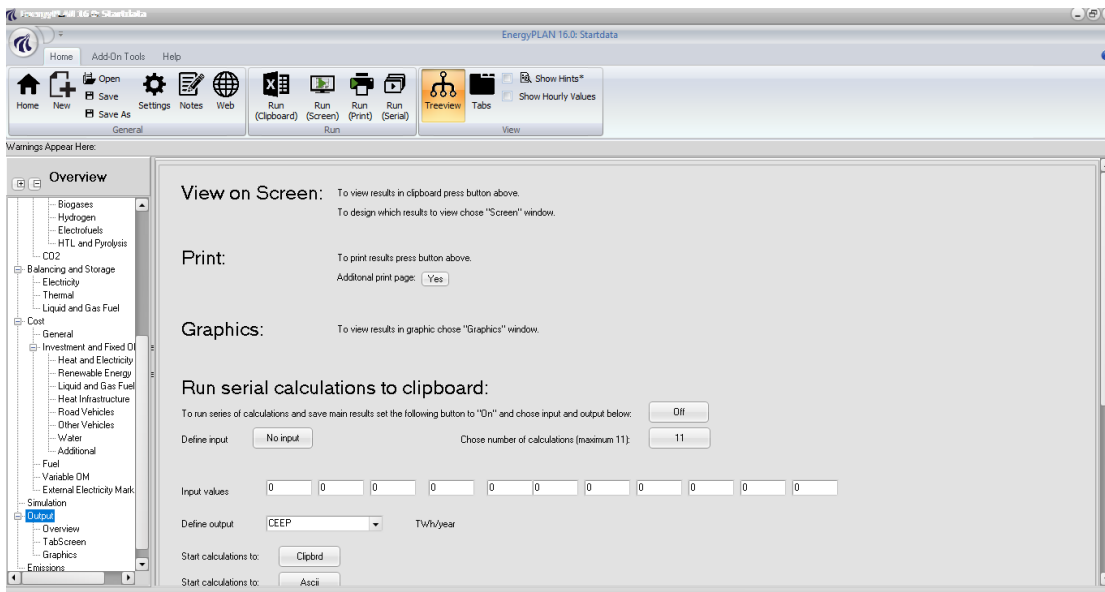 EnergyPLAN 16.0: Startdata
EnergyPLAN 16.0: Startdata
Home Add-On Tools Help
Home
New
Open
Save
Save As
Settings
Notes
Web
General
Run (Clipboard)
Run (Screen)
Run (Print)
Run (Serial)
Run
Treeview
Tabs
Show Hints*
Show Hourly Values
View
Warnings Appear Here:
Overview
Biogases
Hydrogen
Electrofuels
HTL and Pyrolysis
CO2
Balancing and Storage
Electricity
Thermal
Liquid and Gas Fuel
Cost
General
Investment and Fixed O
Heat and Electricity
Renewable Energy
Liquid and Gas Fuel
Heat Infrastructure
Road Vehicles
Other Vehicles
Water
Additional
Fuel
Variable OM
External Electricity Mark
Simulation
Output
Overview
TabScreen
Graphics
Emissions
View on Screen: To view results in clipboard press button above.
To design which results to view chose "Screen" window.
Print: To print results press button above.
Additonal print page: Yes
Graphics: To view results in graphic chose "Graphics" window.
Run serial calculations to clipboard:
To run series of calculations and save main results set the following button to "On" and chose input and output below: Off
Define input No input Chose number of calculations (maximum 11): 11
Input values 0 0 0 0 0 0 0 0 0 0 0
Define output CEEP TWh/year
Start calculations to: Clipbrd
Start calculations to: Ascii